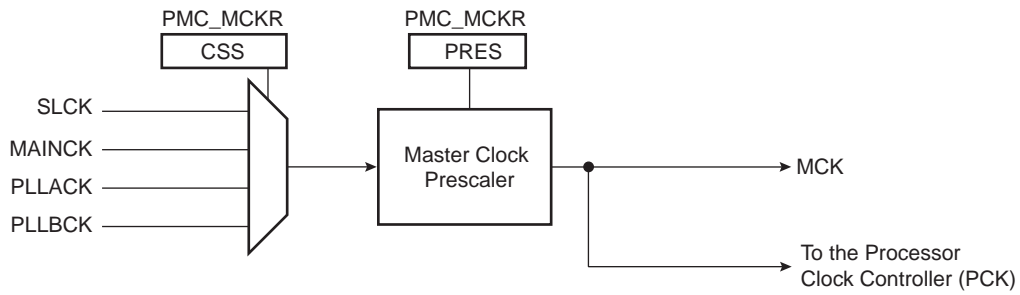 PMC_MCKR
PMC_MCKR
CSS
PRES
SLCK
MAINCK
PLLACK
PLLBCK
Master Clock
Prescaler
MCK
To the Processor
Clock Controller (PCK)